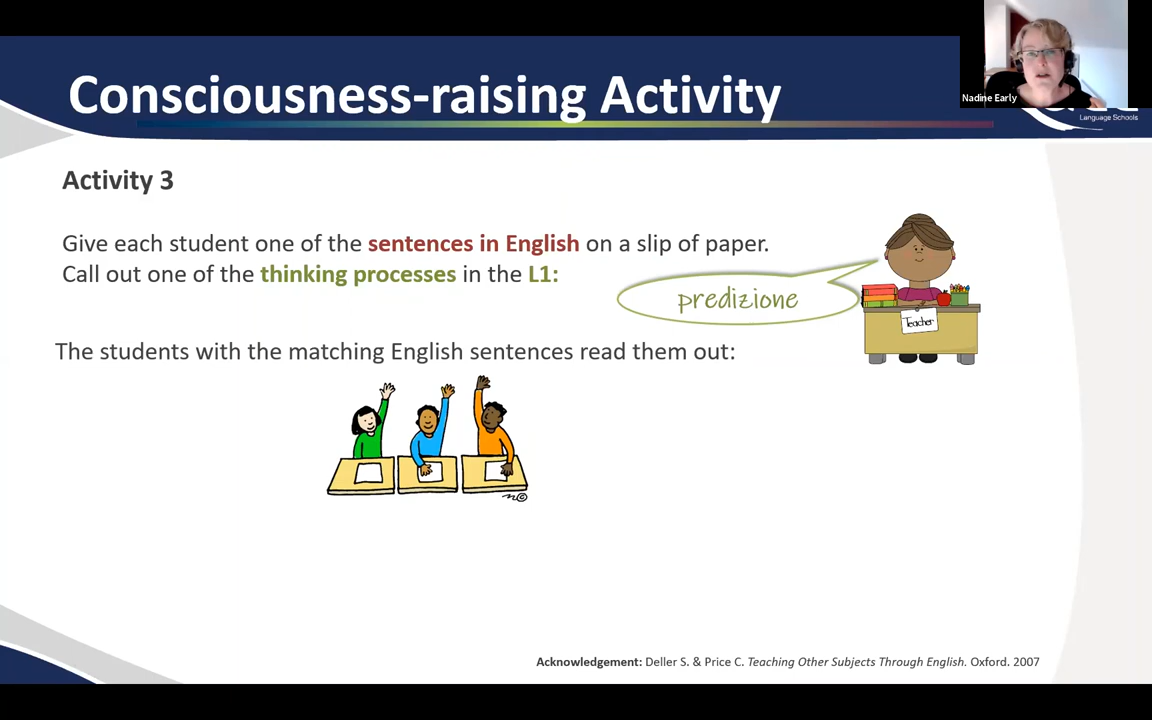 Consciousness-raising Activity
Nadine Early
Language Schools
Activity 3
Give each student one of the sentences in English on a slip of paper.
Call out one of the thinking processes in the L1:
predizione
Teacher
The students with the matching English sentences read them out:
Acknowledgement: Deller S. & Price C. Teaching Other Subjects Through English. Oxford. 2007